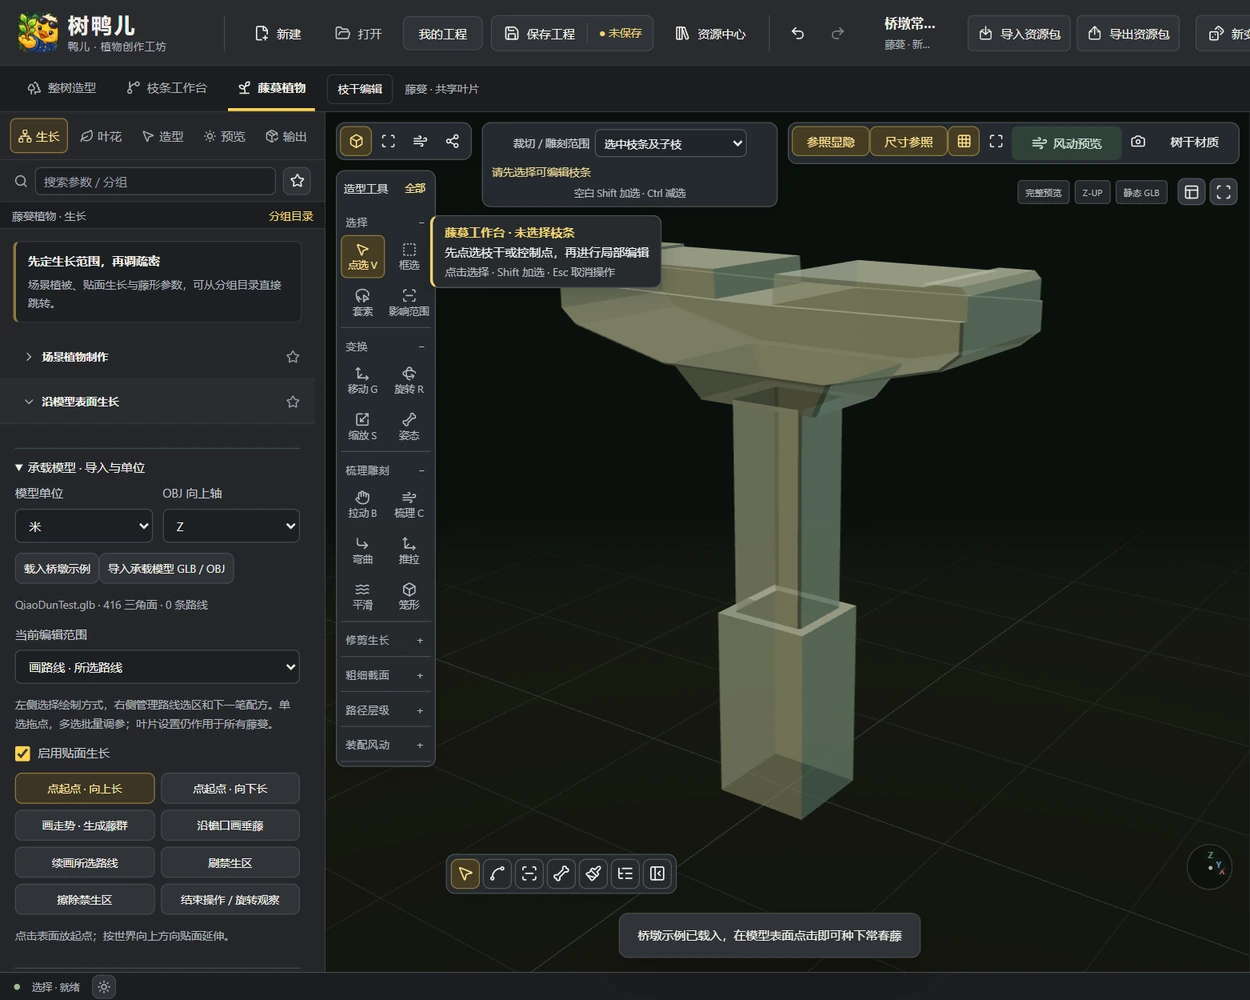 树鸭儿
鸭儿 · 植物创作工坊
新建
打开
我的工程
保存工程
未保存
资源中心
桥墩常...
藤蔓 · 新...
导入资源包
导出资源包
整树造型
枝条工作台
藤蔓植物
枝干编辑
藤蔓 · 共享叶片
生长
叶花
造型
预览
输出
搜索参数 / 分组
藤蔓植物 · 生长
分组目录
先定生长范围，再调疏密
场景植被、贴面生长与藤形参数，可从分组目录直接
跳转。
场景植物制作
沿模型表面生长
承载模型 · 导入与单位
模型单位
OBJ 向上轴
米
Z
载入桥墩示例
导入承载模型 GLB / OBJ
QiaoDunTest.glb · 416 三角面 · 0 条路线
当前编辑范围
画路线 · 所选路线
左侧选择绘制方式，右侧管理路线选区和下一笔配方。单
选拖点，多选批量调参；叶片设置仍作用于所有藤蔓。
启用贴面生长
点起点 · 向上长
点起点 · 向下长
画走势 · 生成藤群
沿檐口画垂藤
续画所选路线
刷禁生区
擦除禁生区
结束操作 / 旋转观察
点击表面放起点；按世界向上方向贴面延伸。
选择 · 就绪
裁切 / 雕刻范围
选中枝条及子枝
请先选择可编辑枝条
空白 Shift 加选 · Ctrl 减选
参照显隐
尺寸参照
风动预览
树干材质
完整预览
Z-UP
静态 GLB
造型工具
全部
选择
−
点选 V
框选
套索
影响范围
变换
−
移动 G
旋转 R
缩放 S
姿态
梳理雕刻
−
拉动 B
梳理 C
弯曲
推拉
平滑
笼形
修剪生长
+
粗细截面
+
路径层级
+
装配风动
+
藤蔓工作台 · 未选择枝条
先点选枝干或控制点，再进行局部编辑
点击选择 · Shift 加选 · Esc 取消操作
Z
Y
X
桥墩示例已载入，在模型表面点击即可种下常春藤